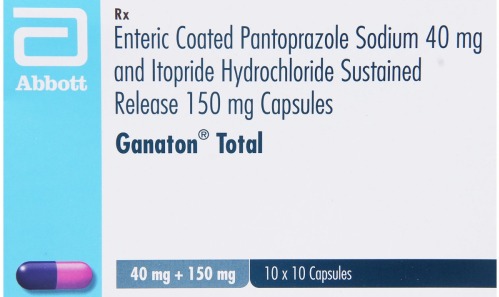 Abbott
Rx
Enteric Coated Pantoprazole Sodium 40 mg
and Itopride Hydrochloride Sustained
Release 150 mg Capsules
Ganaton® Total
40 mg + 150 mg
10 x 10 Capsules